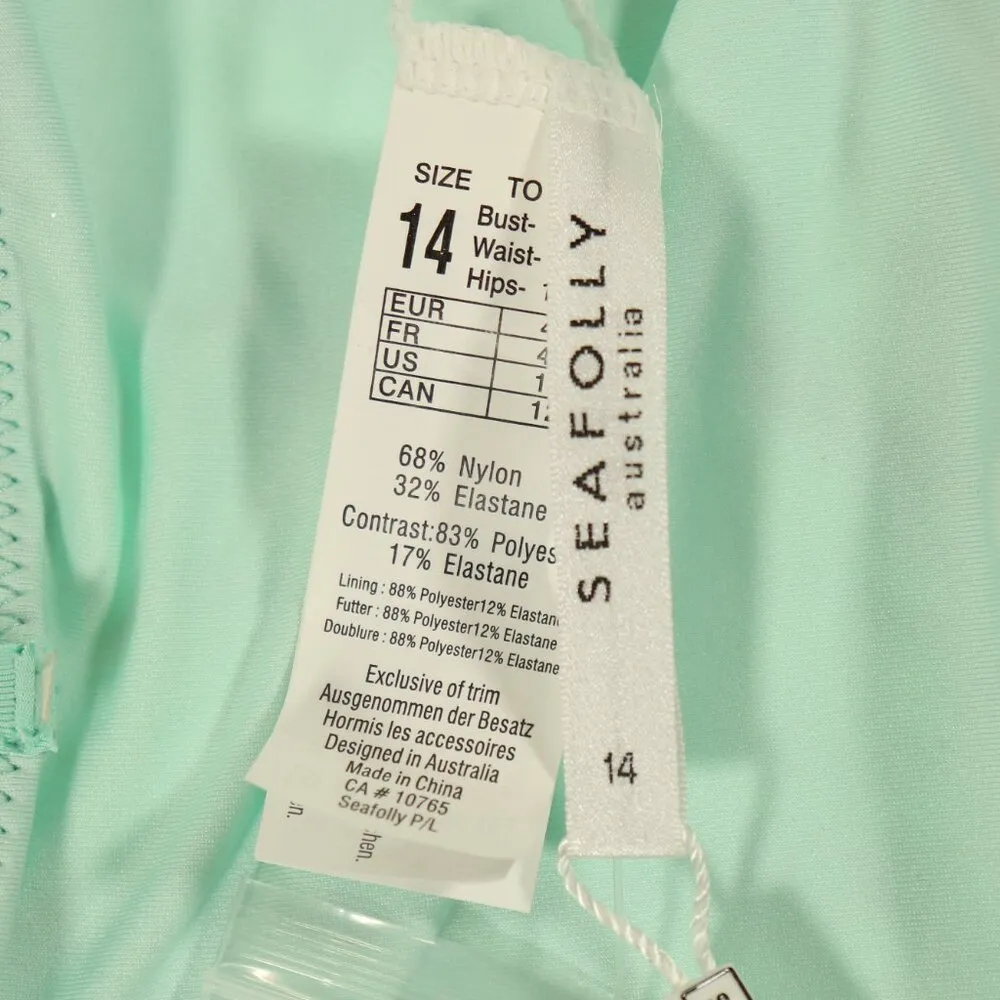 SIZE TO
14 Bust-
Waist-
Hips-
EUR
FR
US
CAN
68% Nylon
32% Elastane
Contrast:83%
17% Elastane
Lining : 88% Polyester12%
Futter : 88% Polyester12% Elastane
Doublure : 88% Polyester12% Elastane
Exclusive of trim
Ausgenommen der Besatz
Hormis les accessoires
Designed in Australia
Made in China
CA # 10765
Seafolly P/L
SEAFOLLY
australia
14